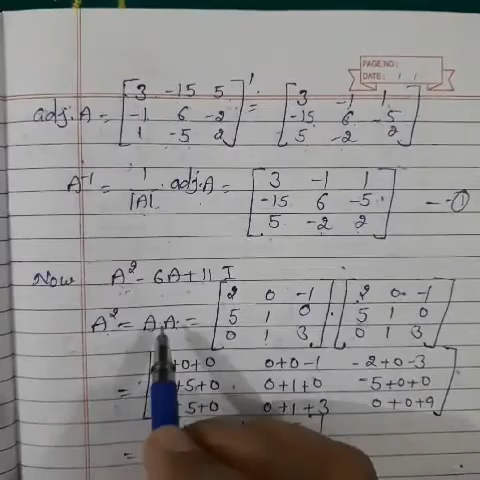 PAGE NO:
DATE: / /
adj. A = [3 -15 5]' = [3 -1 1]
[-1 6 -2] [-15 6 -5]
[1 -5 2] [5 -2 2]
A⁻¹ = 1/|A| . adj. A = [3 -1 1] — ①
[-15 6 -5]
[5 -2 2]
Now A² - 6A + 11 I
A² = A.A. = [2 0 -1] . [2 0 -1]
[5 1 0] [5 1 0]
[0 1 3] [0 1 3]
= [+0+0 0+0-1 -2+0-3]
[+5+0 0+1+0 -5+0+0]
[5+0 0+1+3 0+0+9]
=